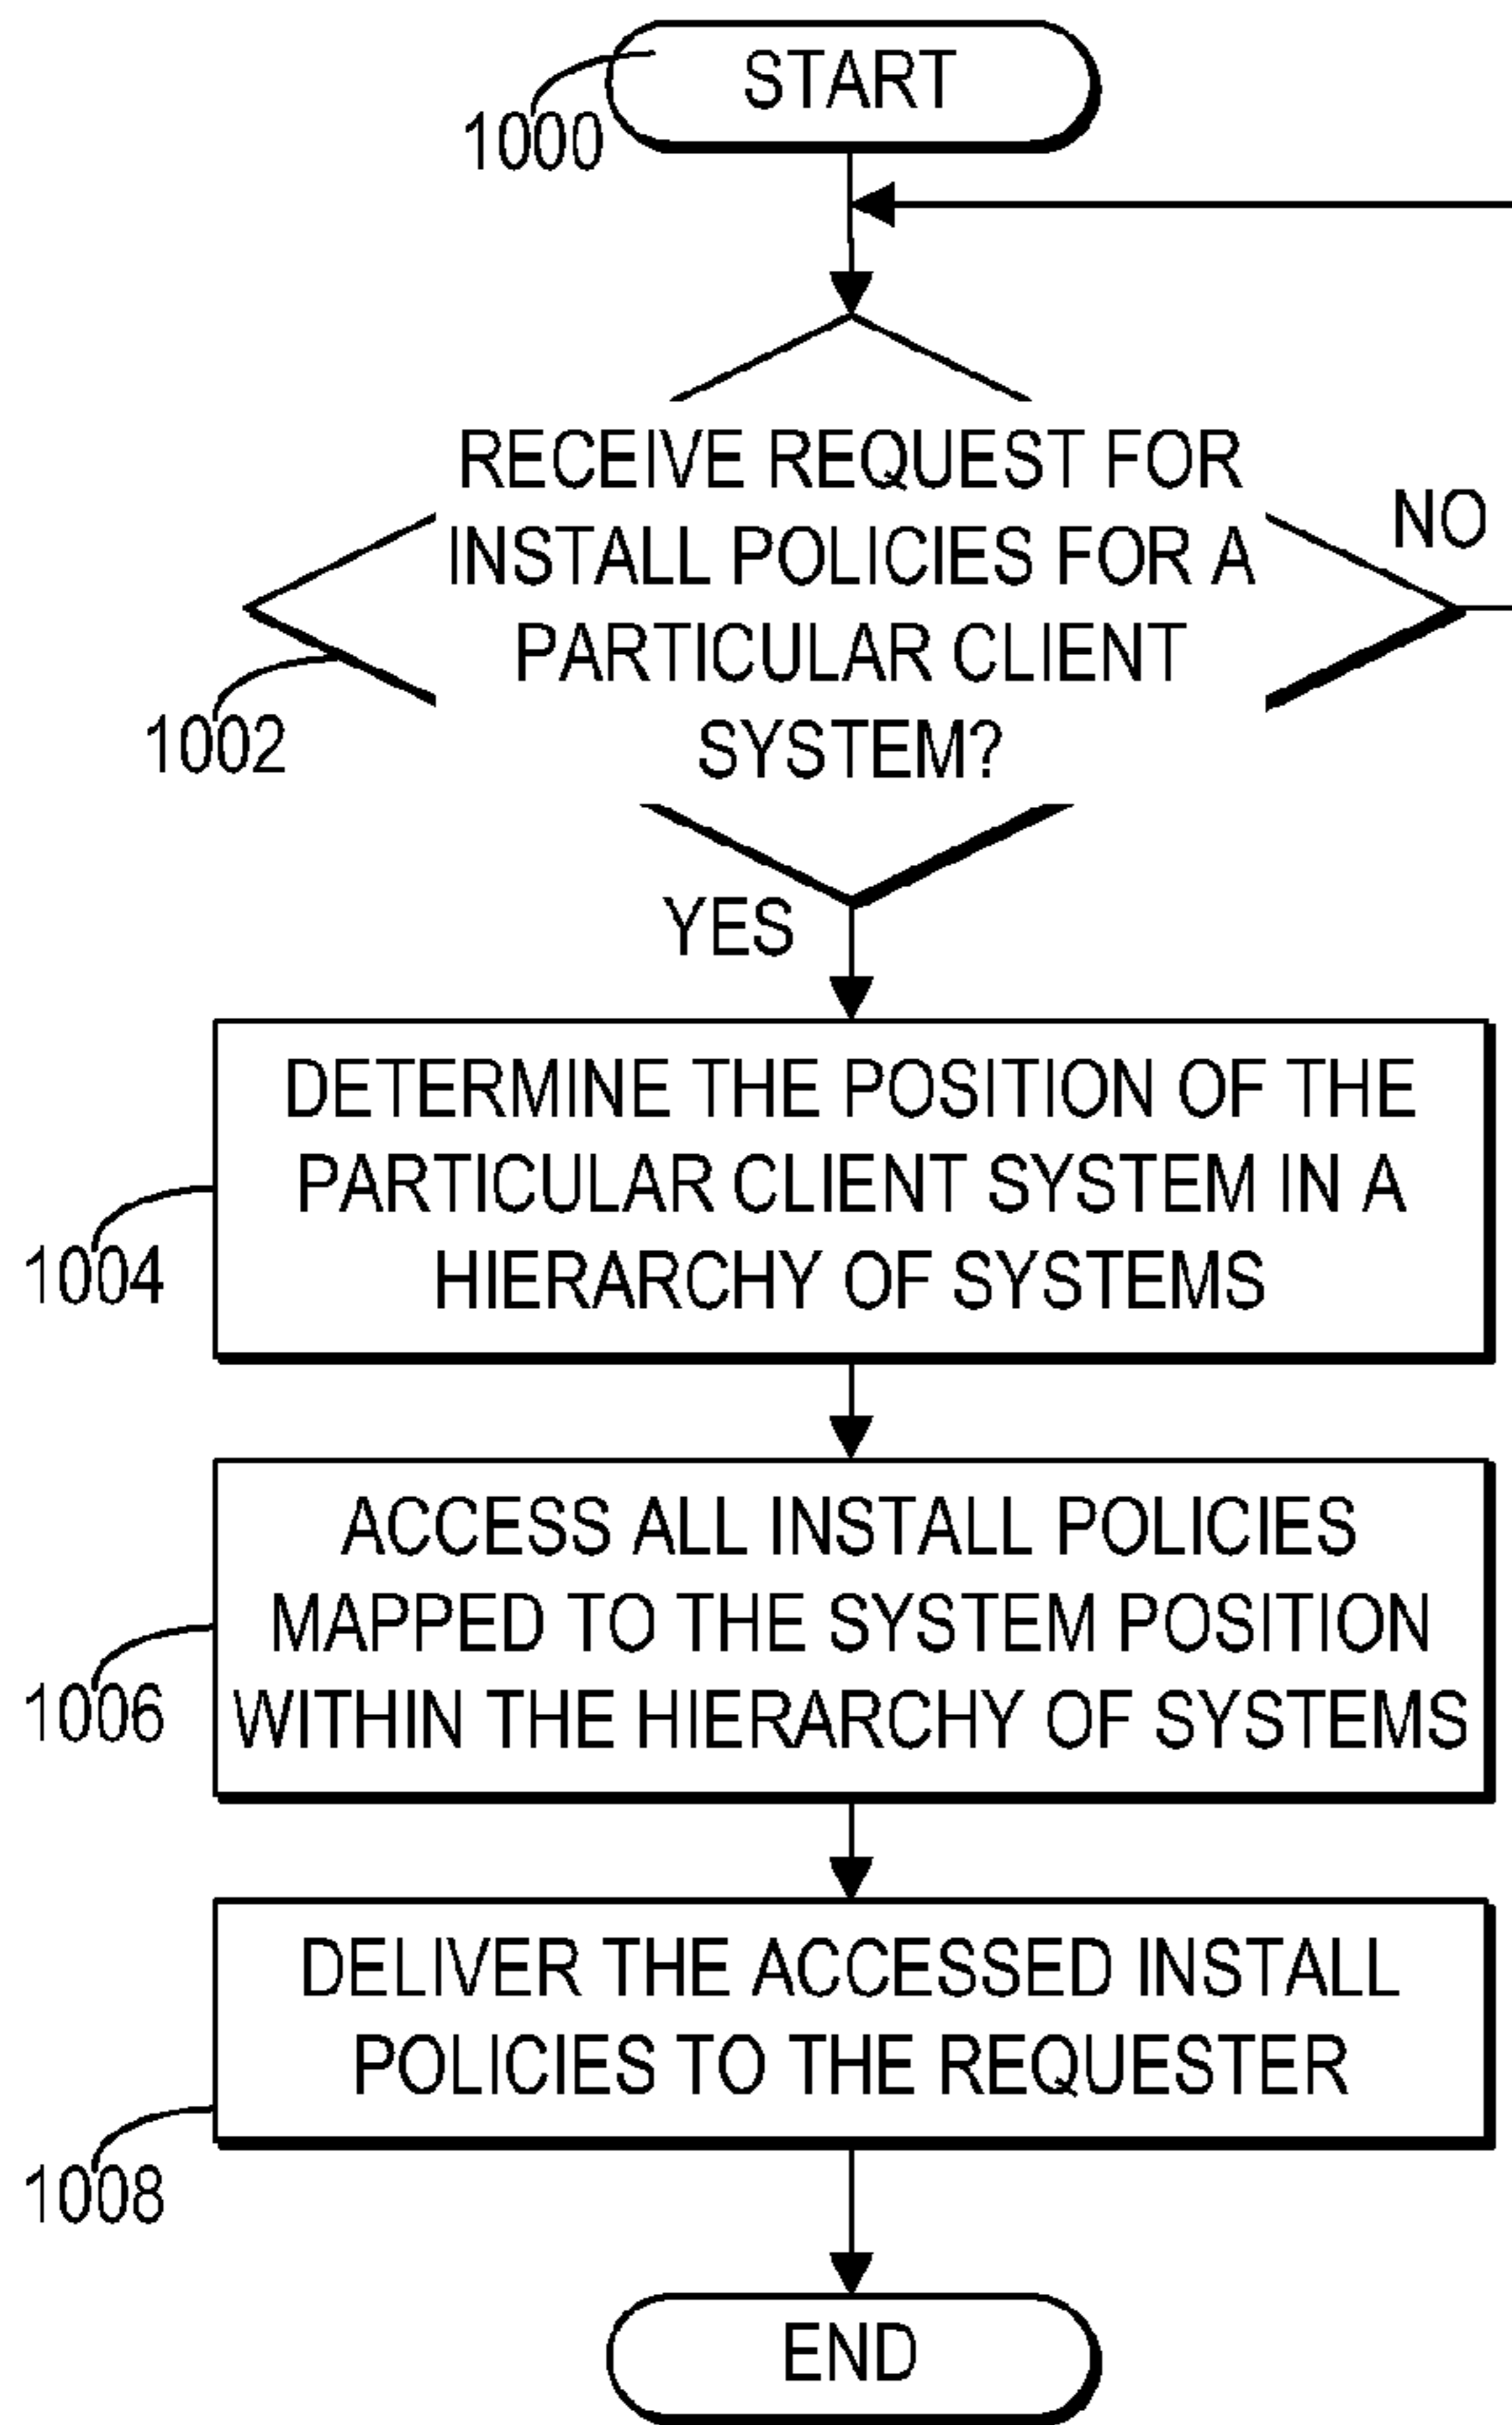 START
1000
RECEIVE REQUEST FOR
INSTALL POLICIES FOR A
PARTICULAR CLIENT
SYSTEM?
NO
1002
YES
DETERMINE THE POSITION OF THE
PARTICULAR CLIENT SYSTEM IN A
HIERARCHY OF SYSTEMS
1004
ACCESS ALL INSTALL POLICIES
MAPPED TO THE SYSTEM POSITION
WITHIN THE HIERARCHY OF SYSTEMS
1006
DELIVER THE ACCESSED INSTALL
POLICIES TO THE REQUESTER
1008
END